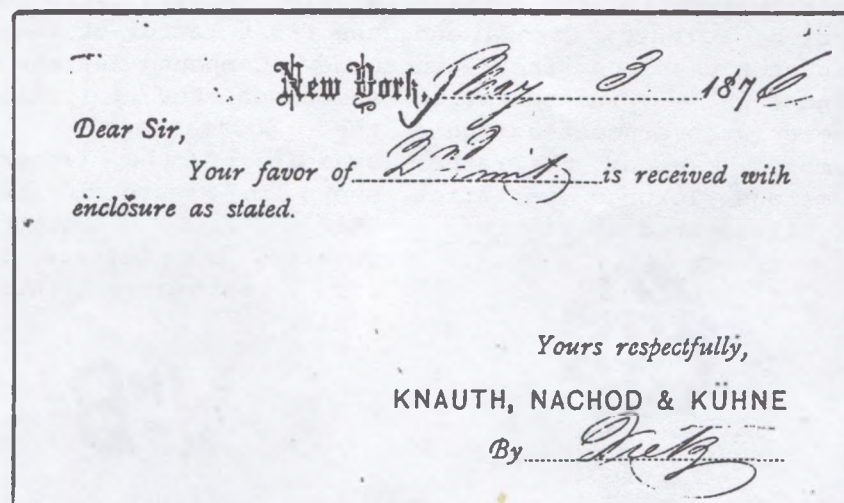 New York, May 3 1876
Dear Sir,
Your favor of 2nd inst. is received with
enclosure as stated.
Yours respectfully,
KNAUTH, NACHOD & KÜHNE
By